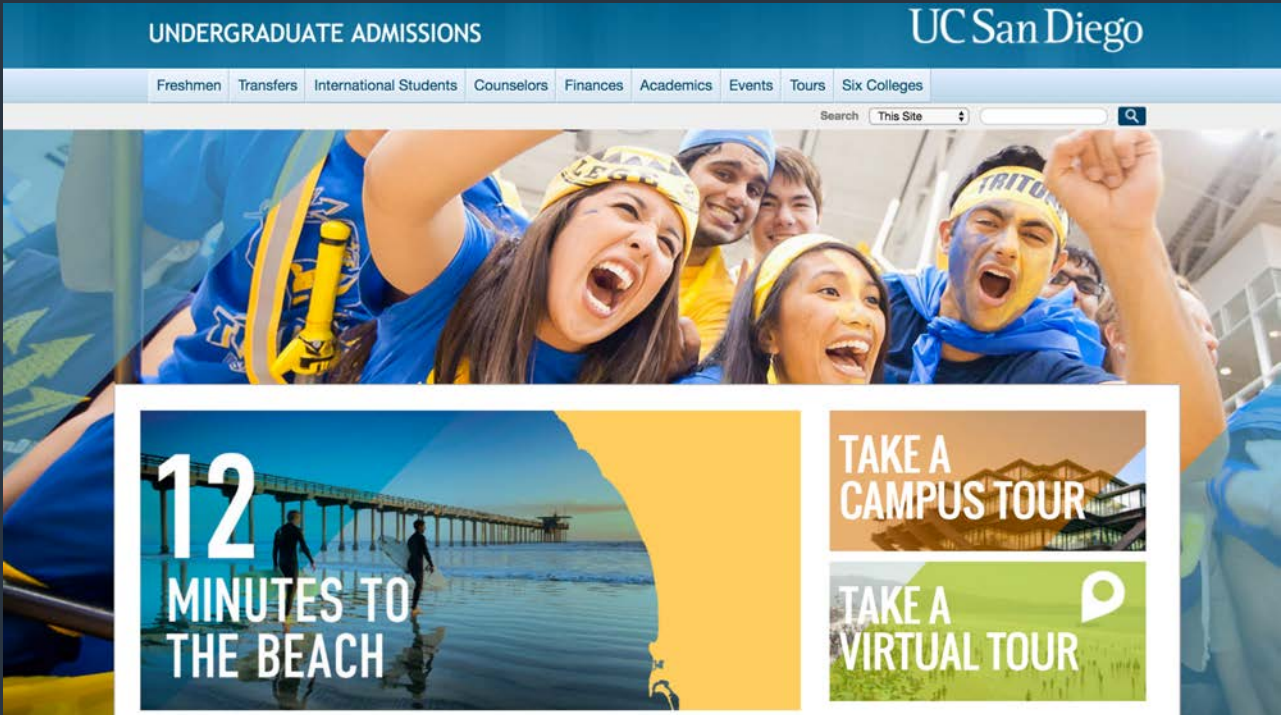 UNDERGRADUATE ADMISSIONS
UC San Diego
Freshmen Transfers International Students Counselors Finances Academics Events Tours Six Colleges
Search This Site
TRITON
12
MINUTES TO
THE BEACH
TAKE A
CAMPUS TOUR
TAKE A
VIRTUAL TOUR